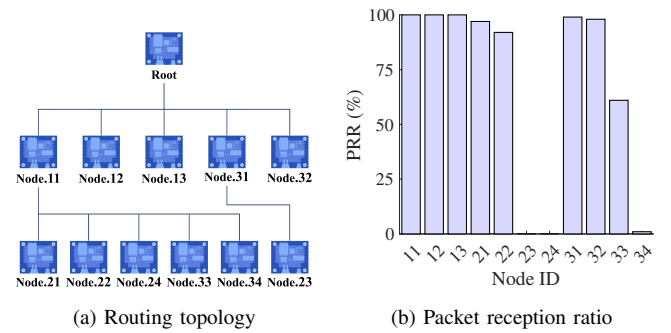 Root
Node.11 Node.12 Node.13 Node.31 Node.32
Node.21 Node.22 Node.24 Node.33 Node.34 Node.23
(a) Routing topology
100
75
50
25
0
PRR (%)
11 12 13 21 22 23 24 31 32 33 34
Node ID
(b) Packet reception ratio